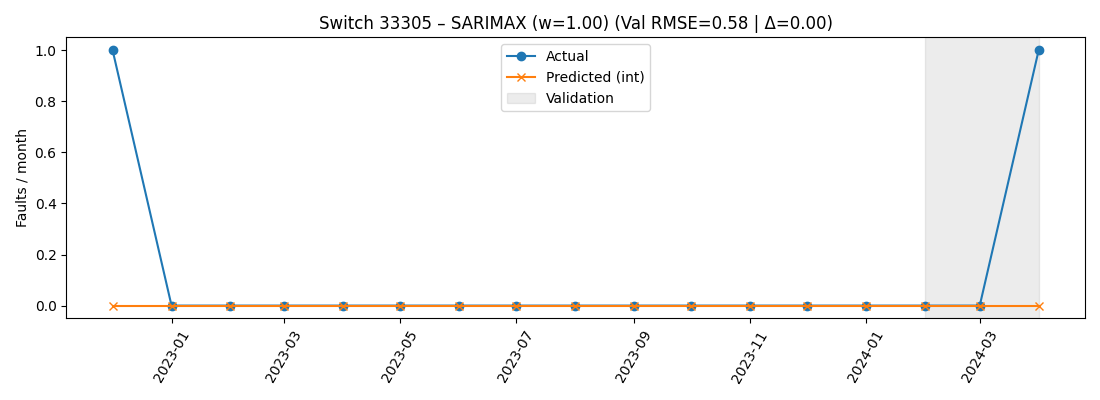 Switch 33305 – SARIMAX (w=1.00) (Val RMSE=0.58 | Δ=0.00)
Faults / month
1.0
0.8
0.6
0.4
0.2
0.0
Actual
Predicted (int)
Validation
2023-01
2023-03
2023-05
2023-07
2023-09
2023-11
2024-01
2024-03